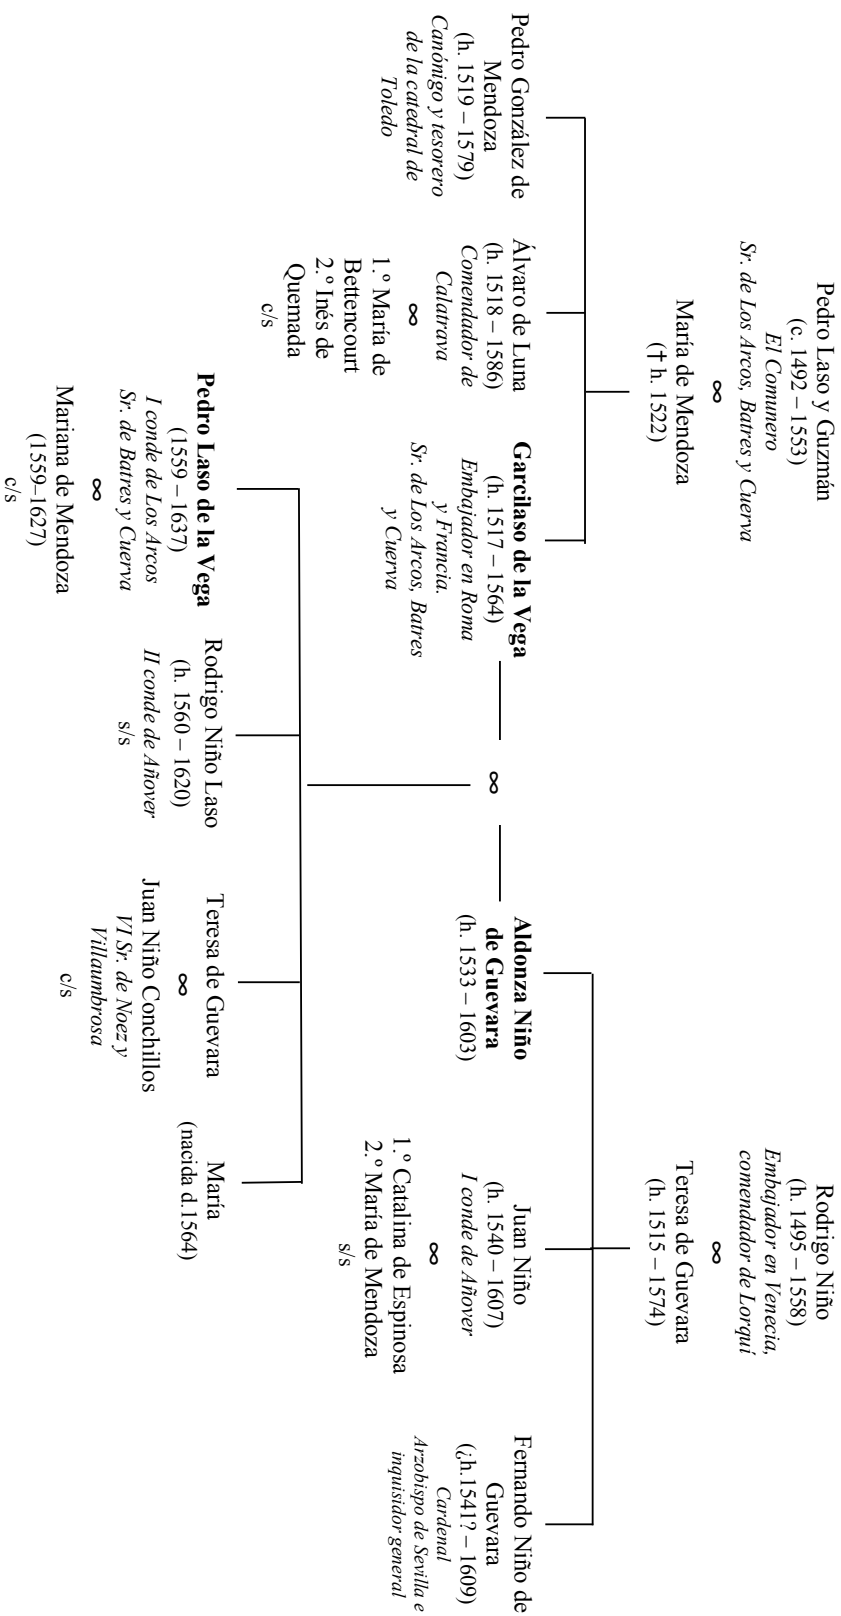 Pedro Laso y Guzmán
(c. 1492 – 1553)
El Comunero
Sr. de Los Arcos, Batres y Cuerva
∞
María de Mendoza
(† h. 1522)
Rodrigo Niño
(h. 1495 – 1558)
Embajador en Venecia,
comendador de Lorquí
∞
Teresa de Guevara
(h. 1515 – 1574)
Pedro González de
Mendoza
(h. 1519 – 1579)
Canónigo y tesorero
de la catedral de
Toledo
Álvaro de Luna
(h. 1518 – 1586)
Comendador de
Calatrava
∞
1.º María de
Bettencourt
2.º Inés de
Quemada
c/s
Garcilaso de la Vega
(h. 1517 – 1564)
Embajador en Roma
y Francia.
Sr. de Los Arcos, Batres
y Cuerva
∞
Aldonza Niño
de Guevara
(h. 1533 – 1603)
Juan Niño
(h. 1540 – 1607)
I conde de Añover
∞
1.º Catalina de Espinosa
2.º María de Mendoza
s/s
Fernando Niño de
Guevara
(¿h.1541? – 1609)
Cardenal
Arzobispo de Sevilla e
inquisidor general
Pedro Laso de la Vega
(1559 – 1637)
I conde de Los Arcos
Sr. de Batres y Cuerva
∞
Mariana de Mendoza
(1559–1627)
c/s
Rodrigo Niño Laso
(h. 1560 – 1620)
II conde de Añover
s/s
Teresa de Guevara
∞
Juan Niño Conchillos
VI Sr. de Noez y
Villaumbrosa
c/s
María
(nacida d.1564)